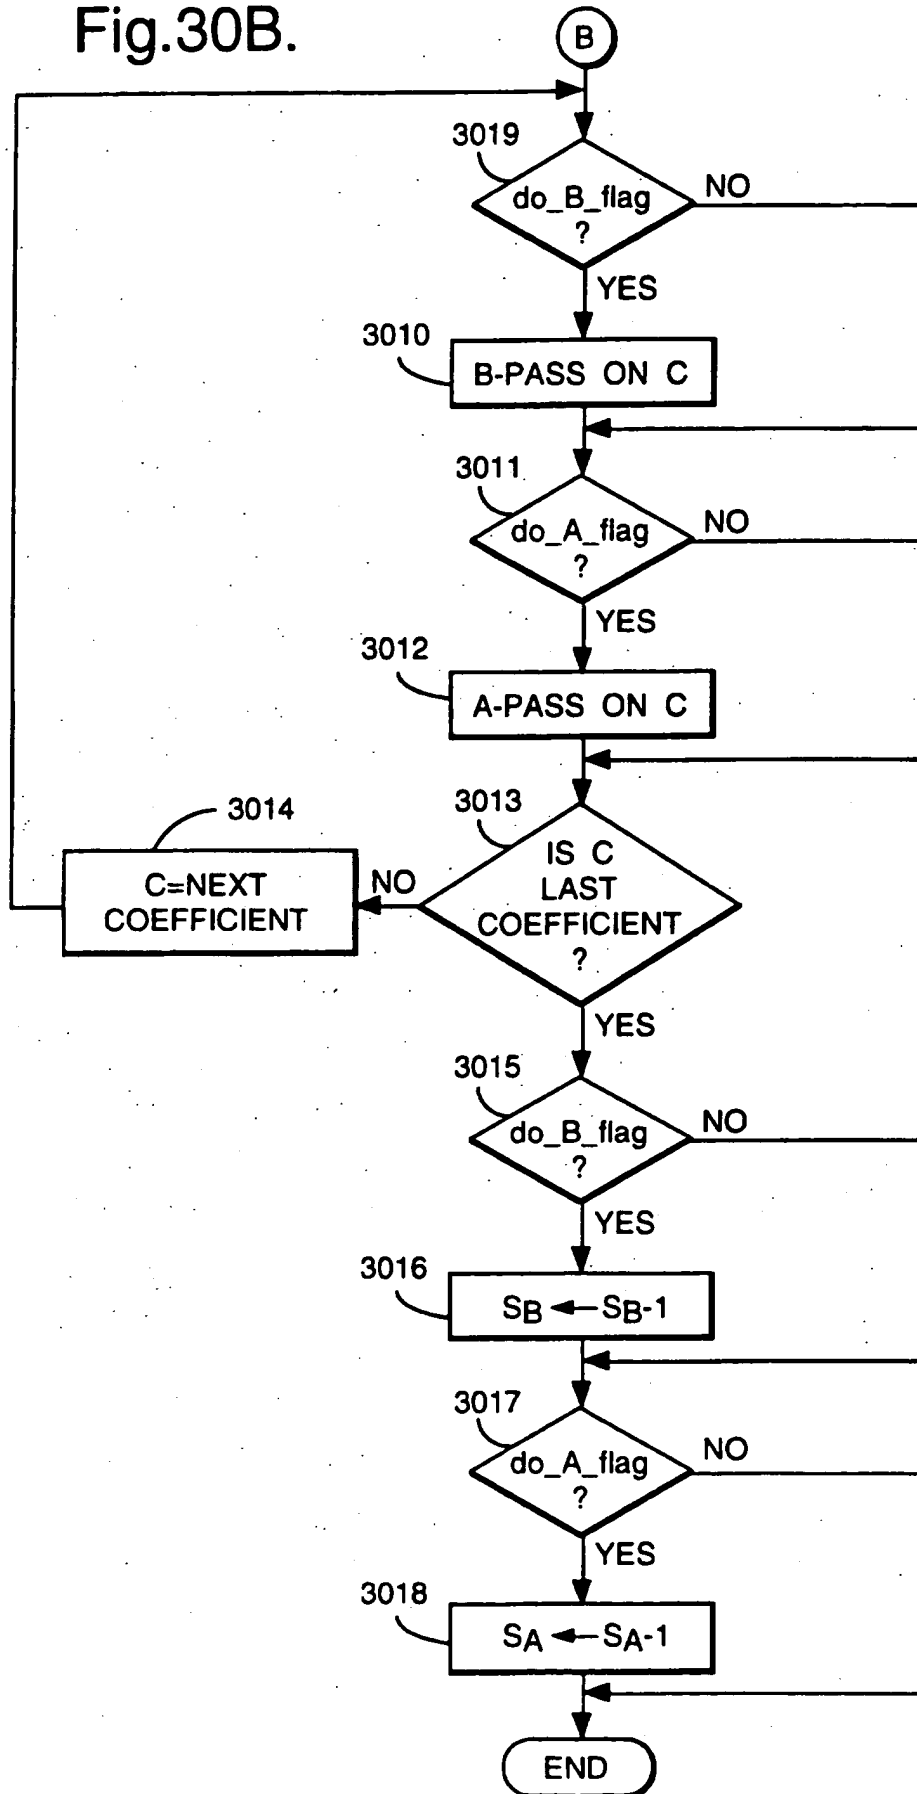 Fig.30B.
B
3019
do_B_flag
?
NO
YES
3010
B-PASS ON C
3011
do_A_flag
?
NO
YES
3012
A-PASS ON C
3013
IS C
LAST
COEFFICIENT
?
NO
3014
C=NEXT
COEFFICIENT
YES
3015
do_B_flag
?
NO
YES
3016
SB ← SB-1
3017
do_A_flag
?
NO
YES
3018
SA ← SA-1
END